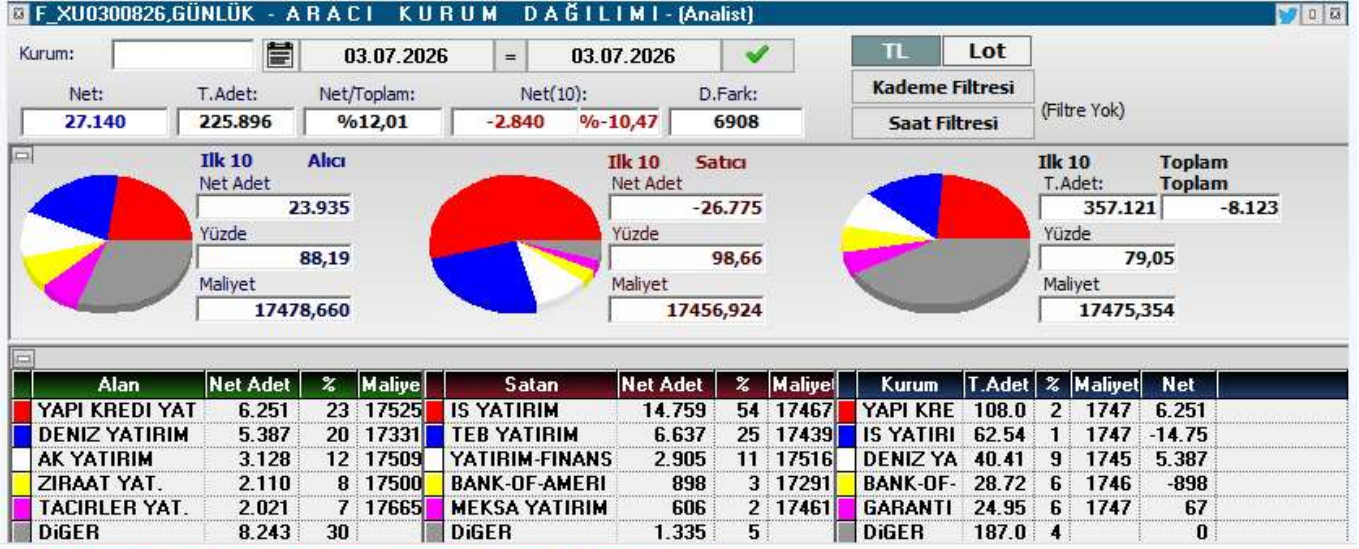 F_XU0300826,GÜNLÜK - A R A C I   K U R U M   D A Ğ I L I M I - (Analist)
Kurum: 03.07.2026 = 03.07.2026 TL Lot
Kademe Filtresi
Net: T.Adet: Net/Toplam: Net(10): D.Fark:
27.140 225.896 %12,01 -2.840 %-10,47 6908 Saat Filtresi (Filtre Yok)
Ilk 10 Alıcı Ilk 10 Satıcı Ilk 10 Toplam
Net Adet Net Adet T.Adet: Toplam
23.935 -26.775 357.121 -8.123
Yüzde Yüzde Yüzde
88,19 98,66 79,05
Maliyet Maliyet Maliyet
17478,660 17456,924 17475,354
Alan Net Adet % Maliye Satan Net Adet % Maliyet Kurum T.Adet % Maliyet Net
YAPI KREDI YAT 6.251 23 17525 IS YATIRIM 14.759 54 17467 YAPI KRE 108.0 2 1747 6.251
DENIZ YATIRIM 5.387 20 17331 TEB YATIRIM 6.637 25 17439 IS YATIRI 62.54 1 1747 -14.75
AK YATIRIM 3.128 12 17509 YATIRIM-FINANS 2.905 11 17516 DENIZ YA 40.41 9 1745 5.387
ZIRAAT YAT. 2.110 8 17500 BANK-OF-AMERI 898 3 17291 BANK-OF- 28.72 6 1746 -898
TACIRLER YAT. 2.021 7 17665 MEKSA YATIRIM 606 2 17461 GARANTI 24.95 6 1747 67
DiGER 8.243 30 DiGER 1.335 5 DiGER 187.0 4 0